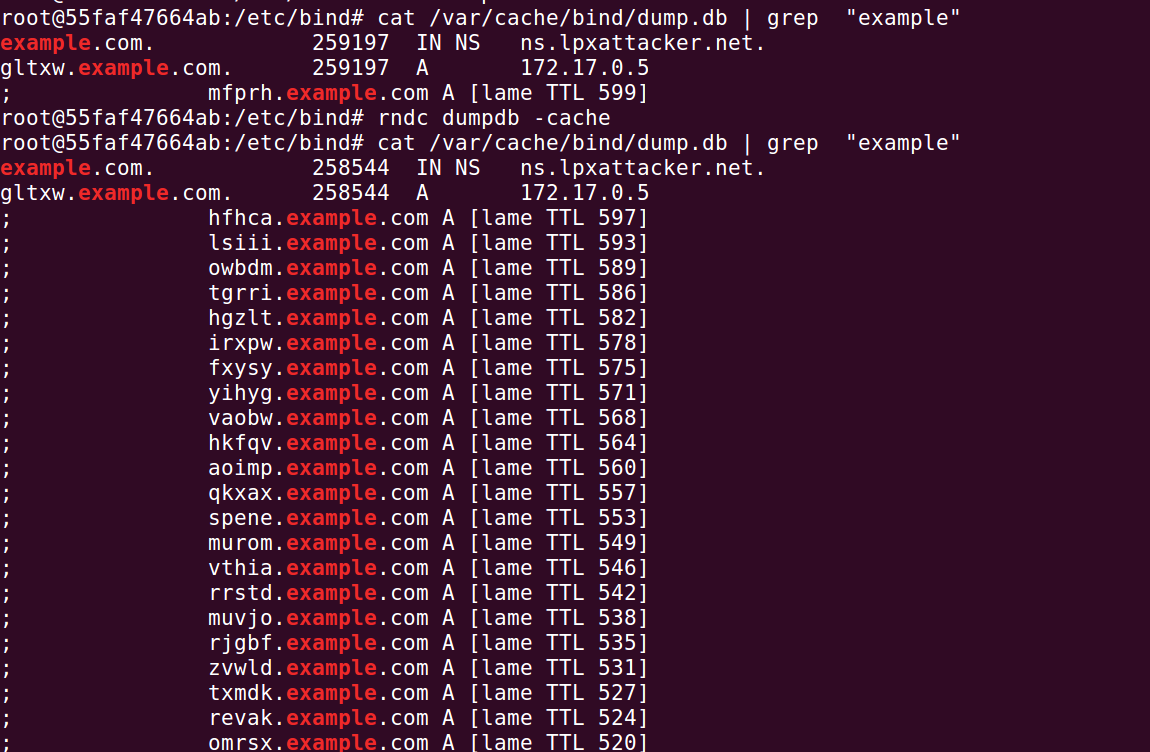 root@55faf47664ab:/etc/bind# cat /var/cache/bind/dump.db | grep  "example"
example.com.            259197  IN NS   ns.lpxattacker.net.
gltxw.example.com.      259197  A       172.17.0.5
;               mfprh.example.com A [lame TTL 599]
root@55faf47664ab:/etc/bind# rndc dumpdb -cache
root@55faf47664ab:/etc/bind# cat /var/cache/bind/dump.db | grep  "example"
example.com.            258544  IN NS   ns.lpxattacker.net.
gltxw.example.com.      258544  A       172.17.0.5
;               hfhca.example.com A [lame TTL 597]
;               lsiii.example.com A [lame TTL 593]
;               owbdm.example.com A [lame TTL 589]
;               tgrri.example.com A [lame TTL 586]
;               hgzlt.example.com A [lame TTL 582]
;               irxpw.example.com A [lame TTL 578]
;               fxysy.example.com A [lame TTL 575]
;               yihyg.example.com A [lame TTL 571]
;               vaobw.example.com A [lame TTL 568]
;               hkfqv.example.com A [lame TTL 564]
;               aoimp.example.com A [lame TTL 560]
;               qkxax.example.com A [lame TTL 557]
;               spene.example.com A [lame TTL 553]
;               murom.example.com A [lame TTL 549]
;               vthia.example.com A [lame TTL 546]
;               rrstd.example.com A [lame TTL 542]
;               muvjo.example.com A [lame TTL 538]
;               rjgbf.example.com A [lame TTL 535]
;               zvwld.example.com A [lame TTL 531]
;               txmdk.example.com A [lame TTL 527]
;               revak.example.com A [lame TTL 524]
;               omrsx.example.com A [lame TTL 520]